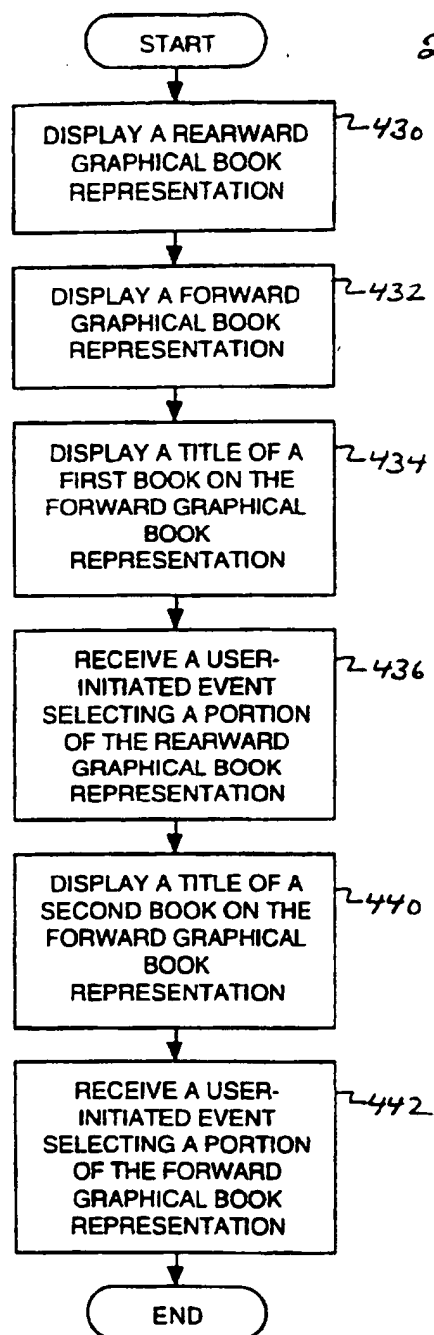 START
2
DISPLAY A REARWARD
GRAPHICAL BOOK
REPRESENTATION
430
DISPLAY A FORWARD
GRAPHICAL BOOK
REPRESENTATION
432
DISPLAY A TITLE OF A
FIRST BOOK ON THE
FORWARD GRAPHICAL
BOOK
REPRESENTATION
434
RECEIVE A USER-
INITIATED EVENT
SELECTING A PORTION
OF THE REARWARD
GRAPHICAL BOOK
REPRESENTATION
436
DISPLAY A TITLE OF A
SECOND BOOK ON THE
FORWARD GRAPHICAL
BOOK
REPRESENTATION
440
RECEIVE A USER-
INITIATED EVENT
SELECTING A PORTION
OF THE FORWARD
GRAPHICAL BOOK
REPRESENTATION
442
END